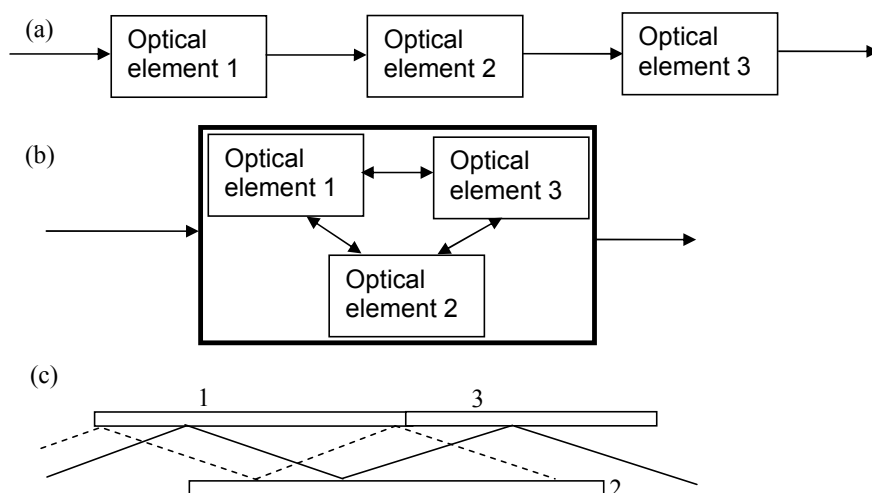 (a)
Optical
element 1
Optical
element 2
Optical
element 3
(b)
Optical
element 1
Optical
element 3
Optical
element 2
(c)
1
3
2